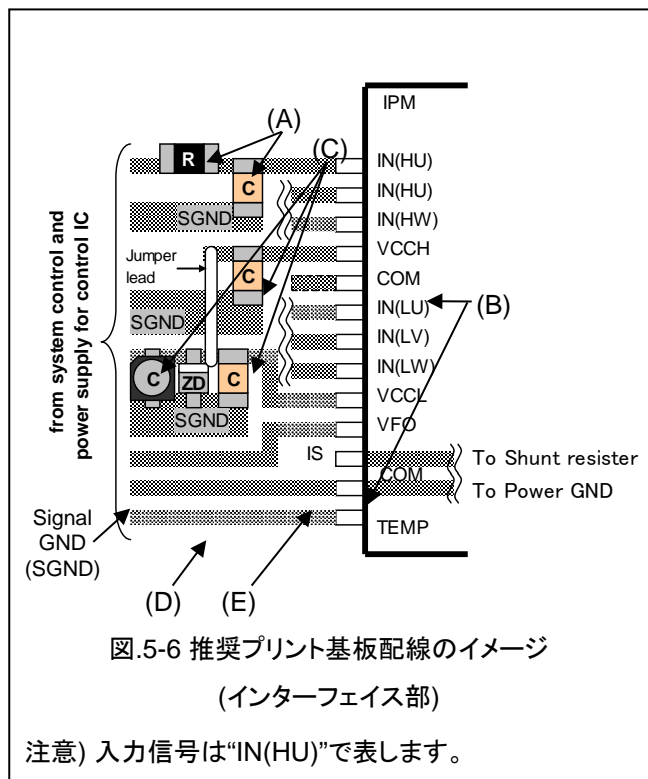 IPM
(A)
(C)
R
IN(HU)
C
IN(HU)
SGND
IN(HW)
VCCH
Jumper
lead
C
COM
IN(LU)
(B)
SGND
IN(LV)
IN(LW)
C
ZD
C
VCCL
SGND
VFO
IS
To Shunt resister
COM
To Power GND
TEMP
from system control and
power supply for control IC
Signal
GND
(SGND)
(D)
(E)
図.5-6 推奨プリント基板配線のイメージ
(インターフェイス部)
注意) 入力信号は“IN(HU)”で表します。